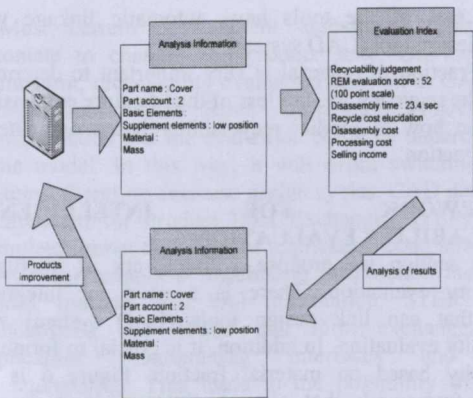 Analysis Information
Part name : Cover
Part account : 2
Basic Elements
Supplement elements : low position
Material
Mass
Evaluation Index
Recyclability judgement
REM evaluation score : 52
(100 point scale)
Disassembly time : 23.4 sec
Recycle cost elucidation
Disassembly cost
Processing cost
Selling income
Products
improvement
Analysis of results
Analysis Information
Part name : Cover
Part account : 2
Basic Elements
Supplement elements : low position
Material
Mass